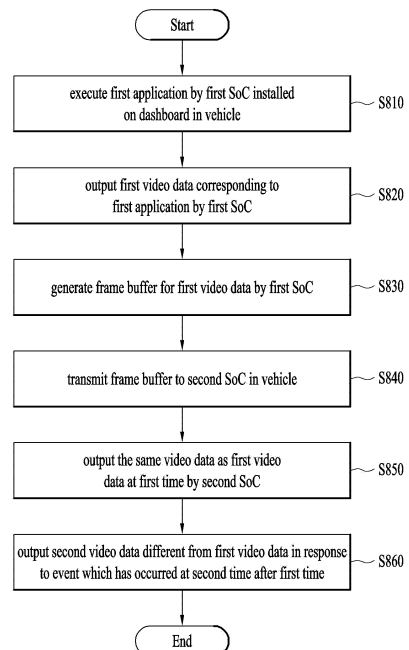 Start
execute first application by first SoC installed
on dashboard in vehicle
S810
output first video data corresponding to
first application by first SoC
S820
generate frame buffer for first video data by first SoC
S830
transmit frame buffer to second SoC in vehicle
S840
output the same video data as first video
data at first time by second SoC
S850
output second video data different from first video data in response
to event which has occurred at second time after first time
S860
End